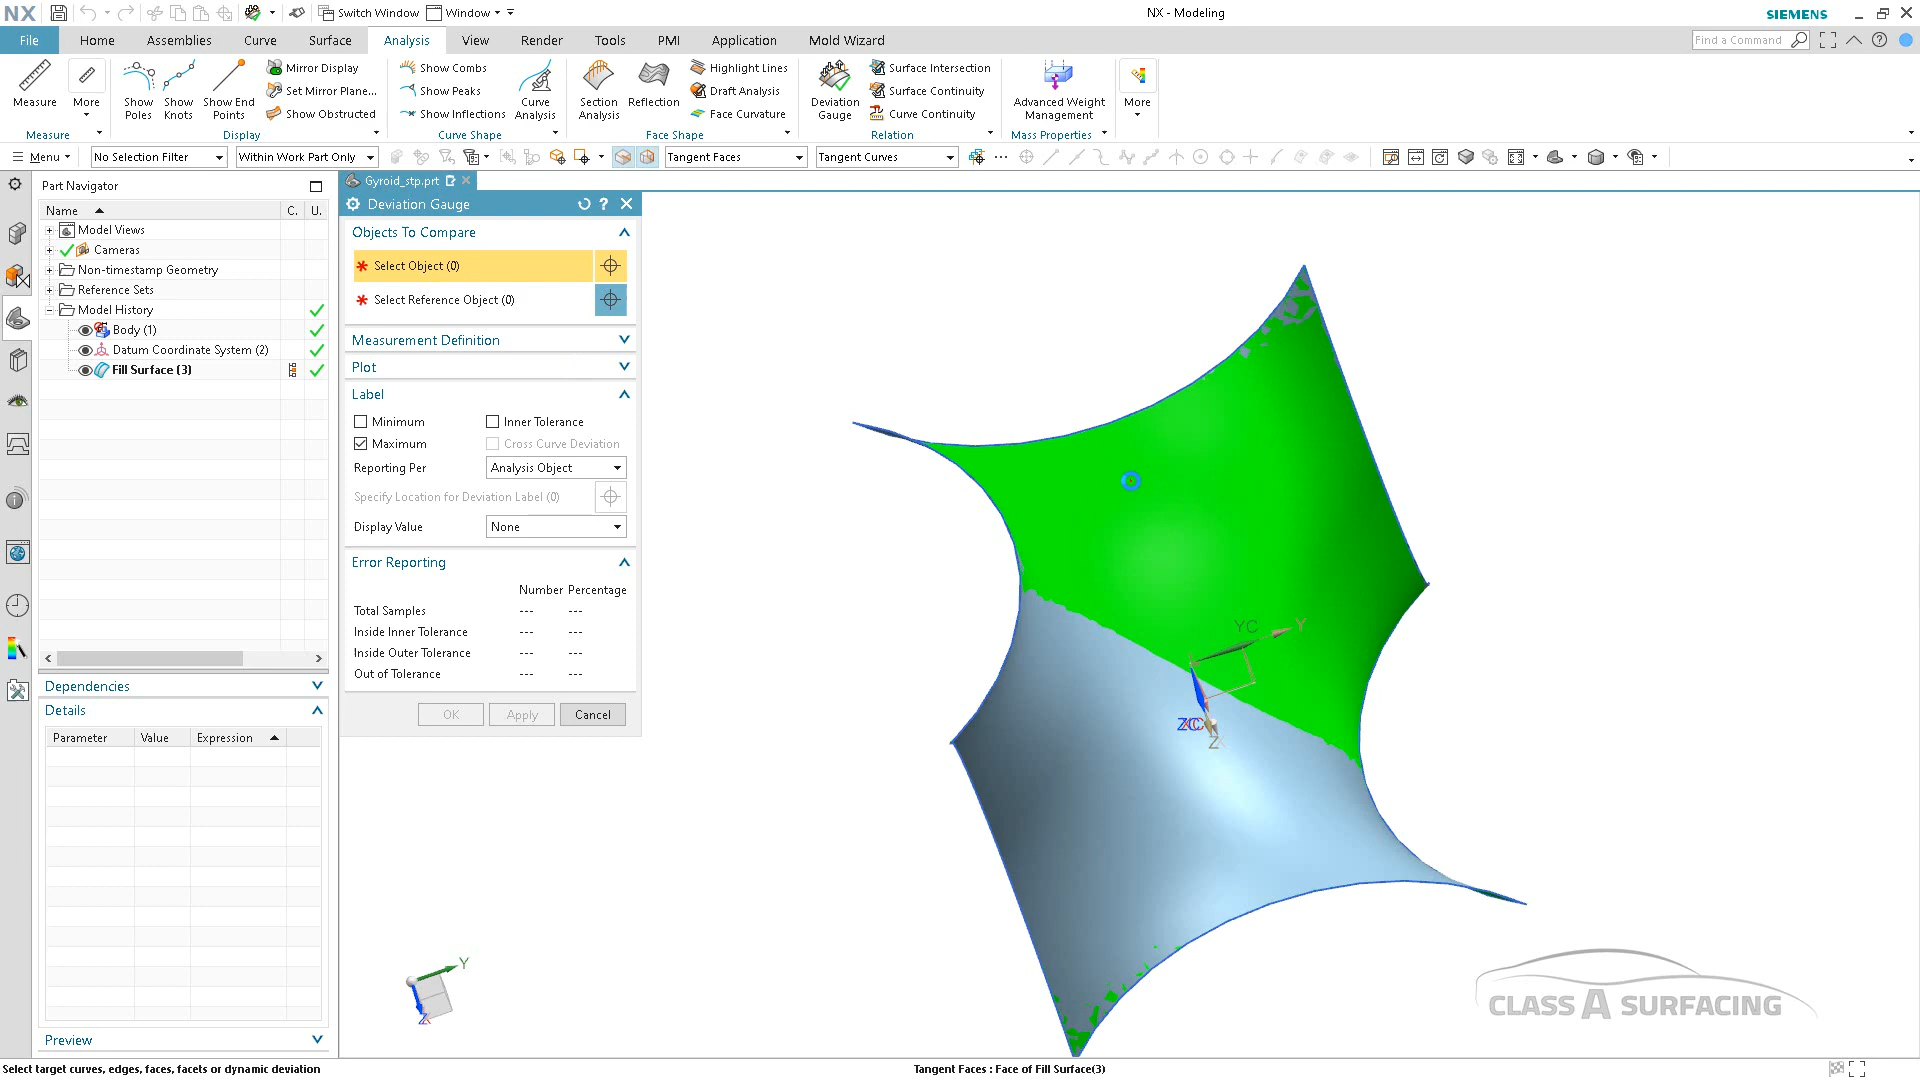 NX
Switch Window
Window
NX - Modeling
SIEMENS
File
Home
Assemblies
Curve
Surface
Analysis
View
Render
Tools
PMI
Application
Mold Wizard
Find a Command
Measure
More
Show Poles
Show Knots
Show End Points
Mirror Display
Set Mirror Plane...
Show Obstructed
Show Combs
Show Peaks
Show Inflections
Curve Analysis
Section Analysis
Reflection
Highlight Lines
Draft Analysis
Face Curvature
Deviation Gauge
Surface Intersection
Surface Continuity
Curve Continuity
Advanced Weight Management
More
Measure
Display
Curve Shape
Face Shape
Relation
Mass Properties
Menu
No Selection Filter
Within Work Part Only
Tangent Faces
Tangent Curves
Part Navigator
Name
C.
U.
Model Views
Cameras
Non-timestamp Geometry
Reference Sets
Model History
Body (1)
Datum Coordinate System (2)
Fill Surface (3)
Dependencies
Details
Parameter
Value
Expression
Preview
Gyroid_stp.prt
Deviation Gauge
Objects To Compare
* Select Object (0)
* Select Reference Object (0)
Measurement Definition
Plot
Label
Minimum
Inner Tolerance
Maximum
Cross Curve Deviation
Reporting Per
Analysis Object
Specify Location for Deviation Label (0)
Display Value
None
Error Reporting
Number Percentage
Total Samples --- ---
Inside Inner Tolerance --- ---
Inside Outer Tolerance --- ---
Out of Tolerance --- ---
OK
Apply
Cancel
YC
Y
Z
Y
CLASS A SURFACING
Select target curves, edges, faces, facets or dynamic deviation
Tangent Faces : Face of Fill Surface(3)